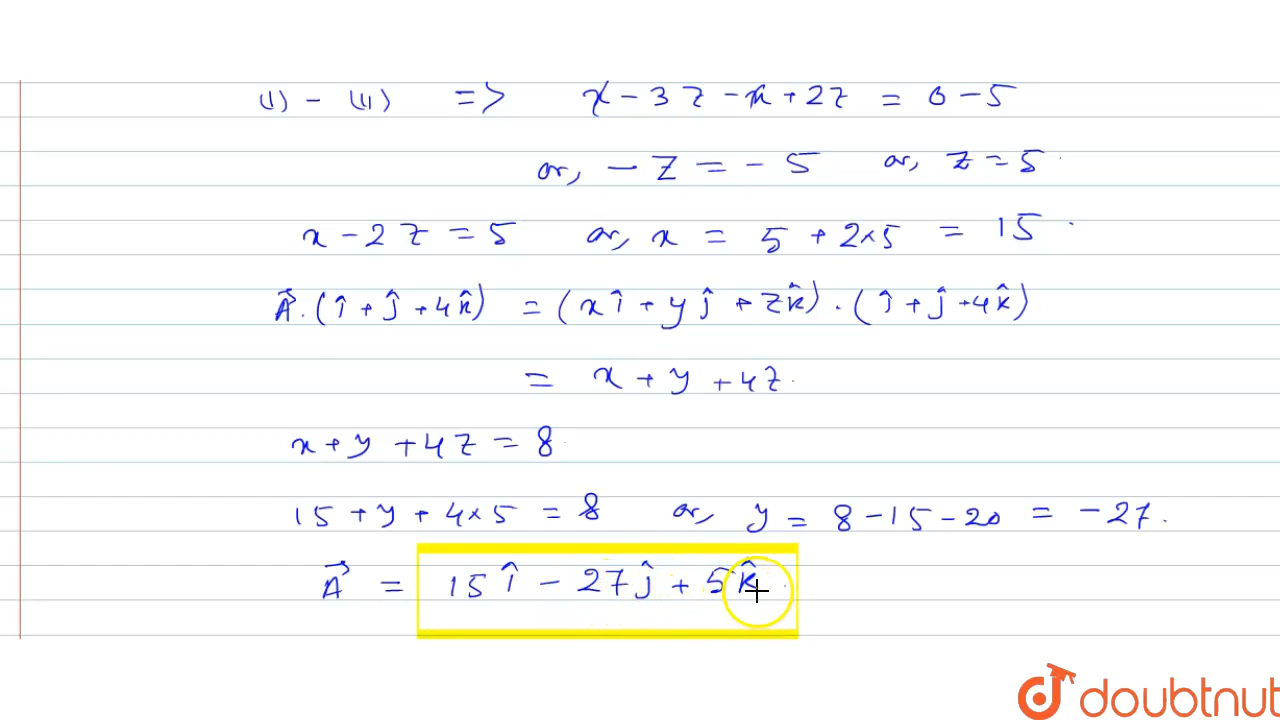 (I) - (II) => x - 3z - x + 2z = 0 - 5
or, - z = - 5 or, z = 5
x - 2z = 5 or, x = 5 + 2×5 = 15
A⃗ . (î + ĵ + 4k̂) = (xî + yĵ + zk̂) . (î + ĵ + 4k̂)
= x + y + 4z.
x + y + 4z = 8
15 + y + 4×5 = 8 or, y = 8 - 15 - 20 = - 27.
A⃗ = 15î - 27ĵ + 5k̂
doubtnut